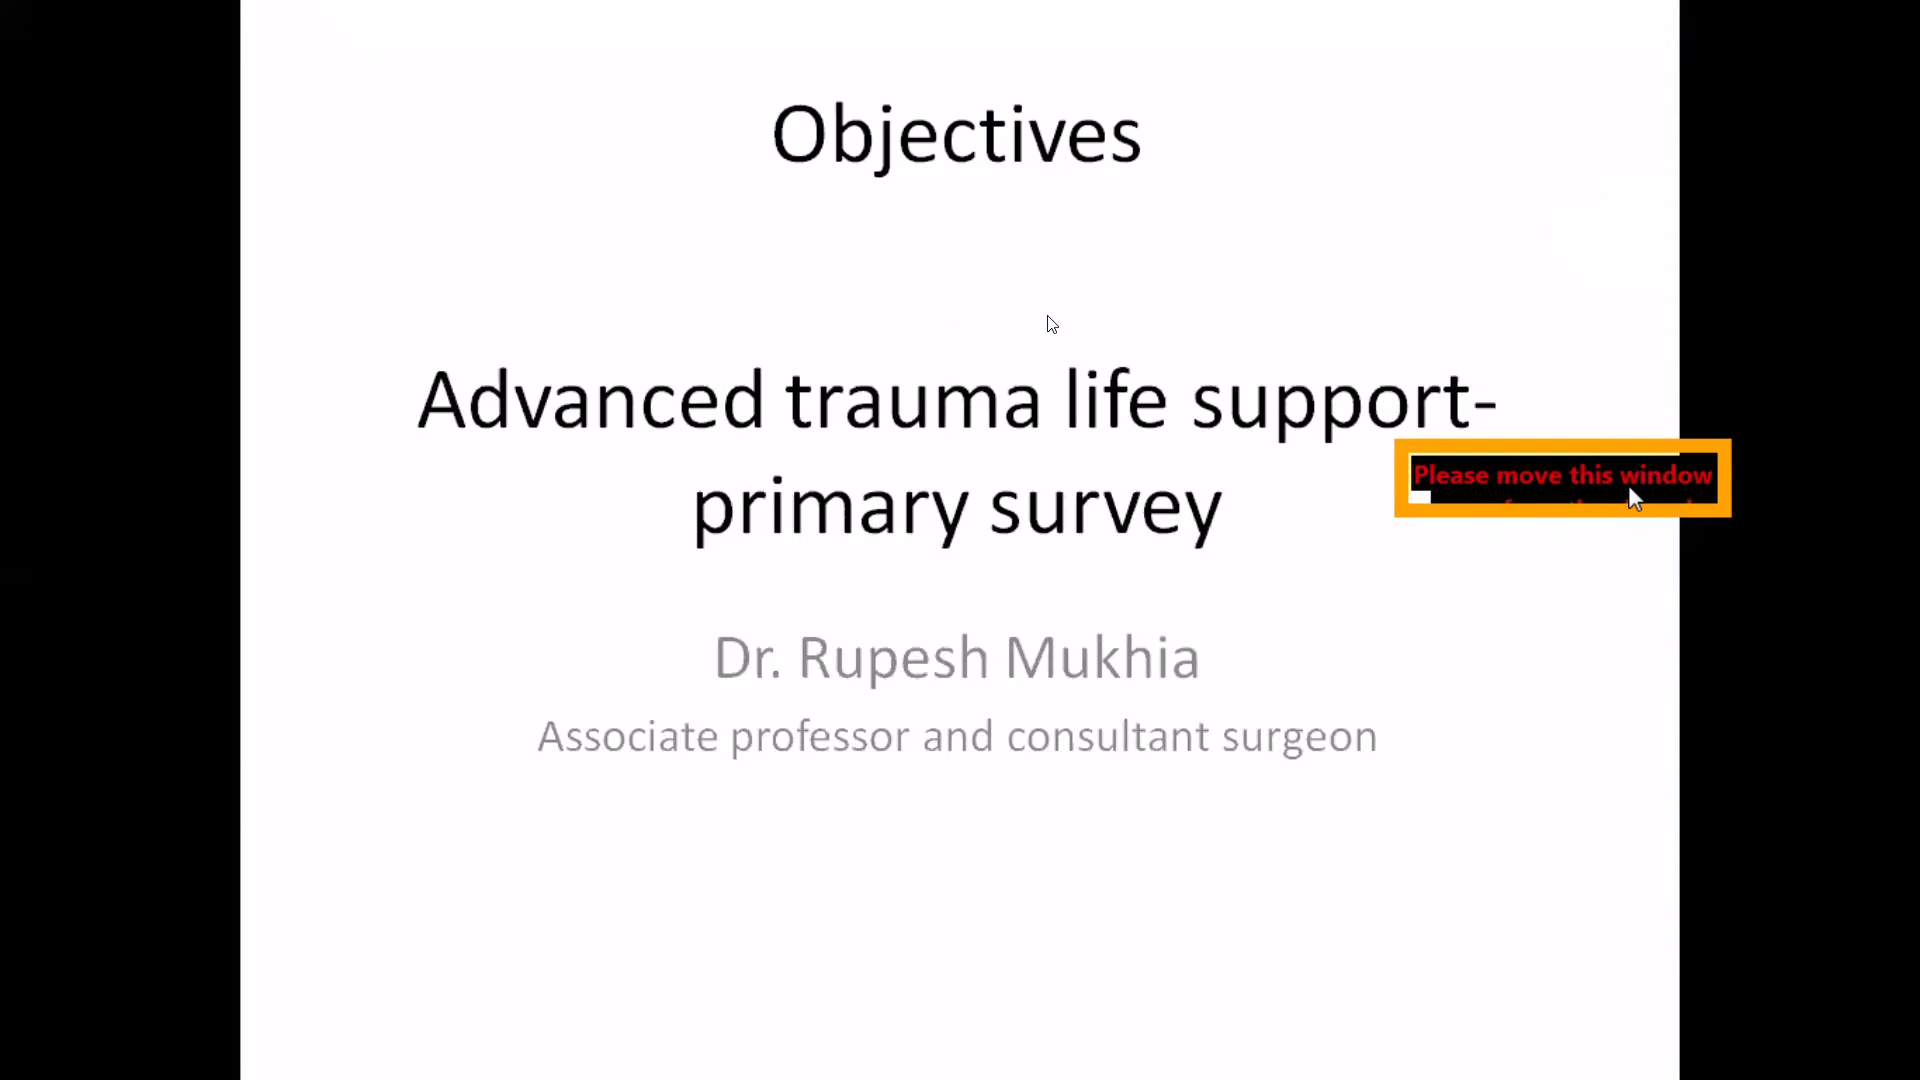 Objectives
Advanced trauma life support-
primary survey
Please move this window
Dr. Rupesh Mukhia
Associate professor and consultant surgeon